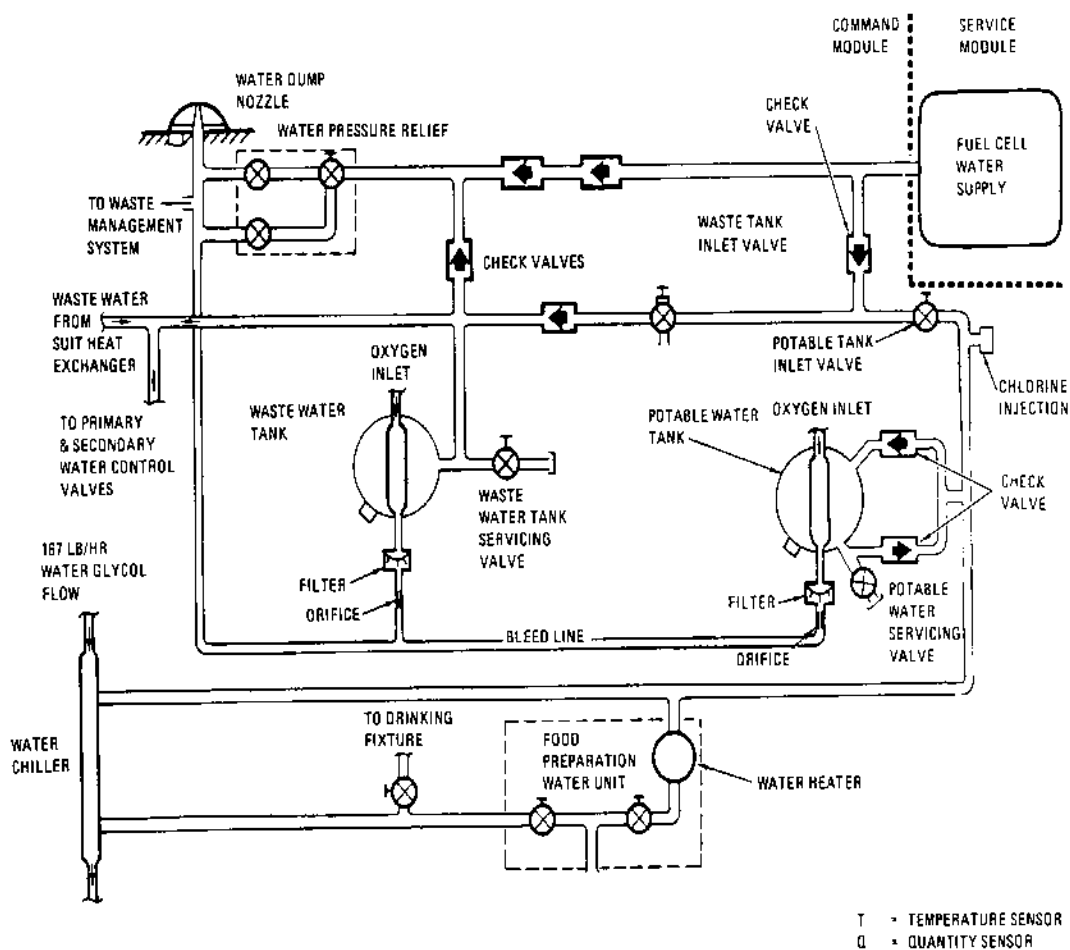 COMMAND
MODULE
SERVICE
MODULE
WATER DUMP
NOZZLE
WATER PRESSURE RELIEF
CHECK
VALVE
FUEL CELL
WATER
SUPPLY
TO WASTE
MANAGEMENT
SYSTEM
WASTE TANK
INLET VALVE
CHECK VALVES
WASTE WATER
FROM
SUIT HEAT
EXCHANGER
OXYGEN
INLET
POTABLE TANK
INLET VALVE
CHLORINE
INJECTION
WASTE WATER
TANK
POTABLE WATER
TANK
OXYGEN INLET
TO PRIMARY
& SECONDARY
WATER CONTROL
VALVES
CHECK
VALVE
WASTE
WATER TANK
SERVICING
VALVE
167 LB/HR
WATER GLYCOL
FLOW
FILTER
ORIFICE
FILTER
POTABLE
WATER
SERVICING
VALVE
BLEED LINE
ORIFICE
TO DRINKING
FIXTURE
FOOD
PREPARATION
WATER UNIT
WATER
CHILLER
WATER HEATER
T = TEMPERATURE SENSOR
Q = QUANTITY SENSOR